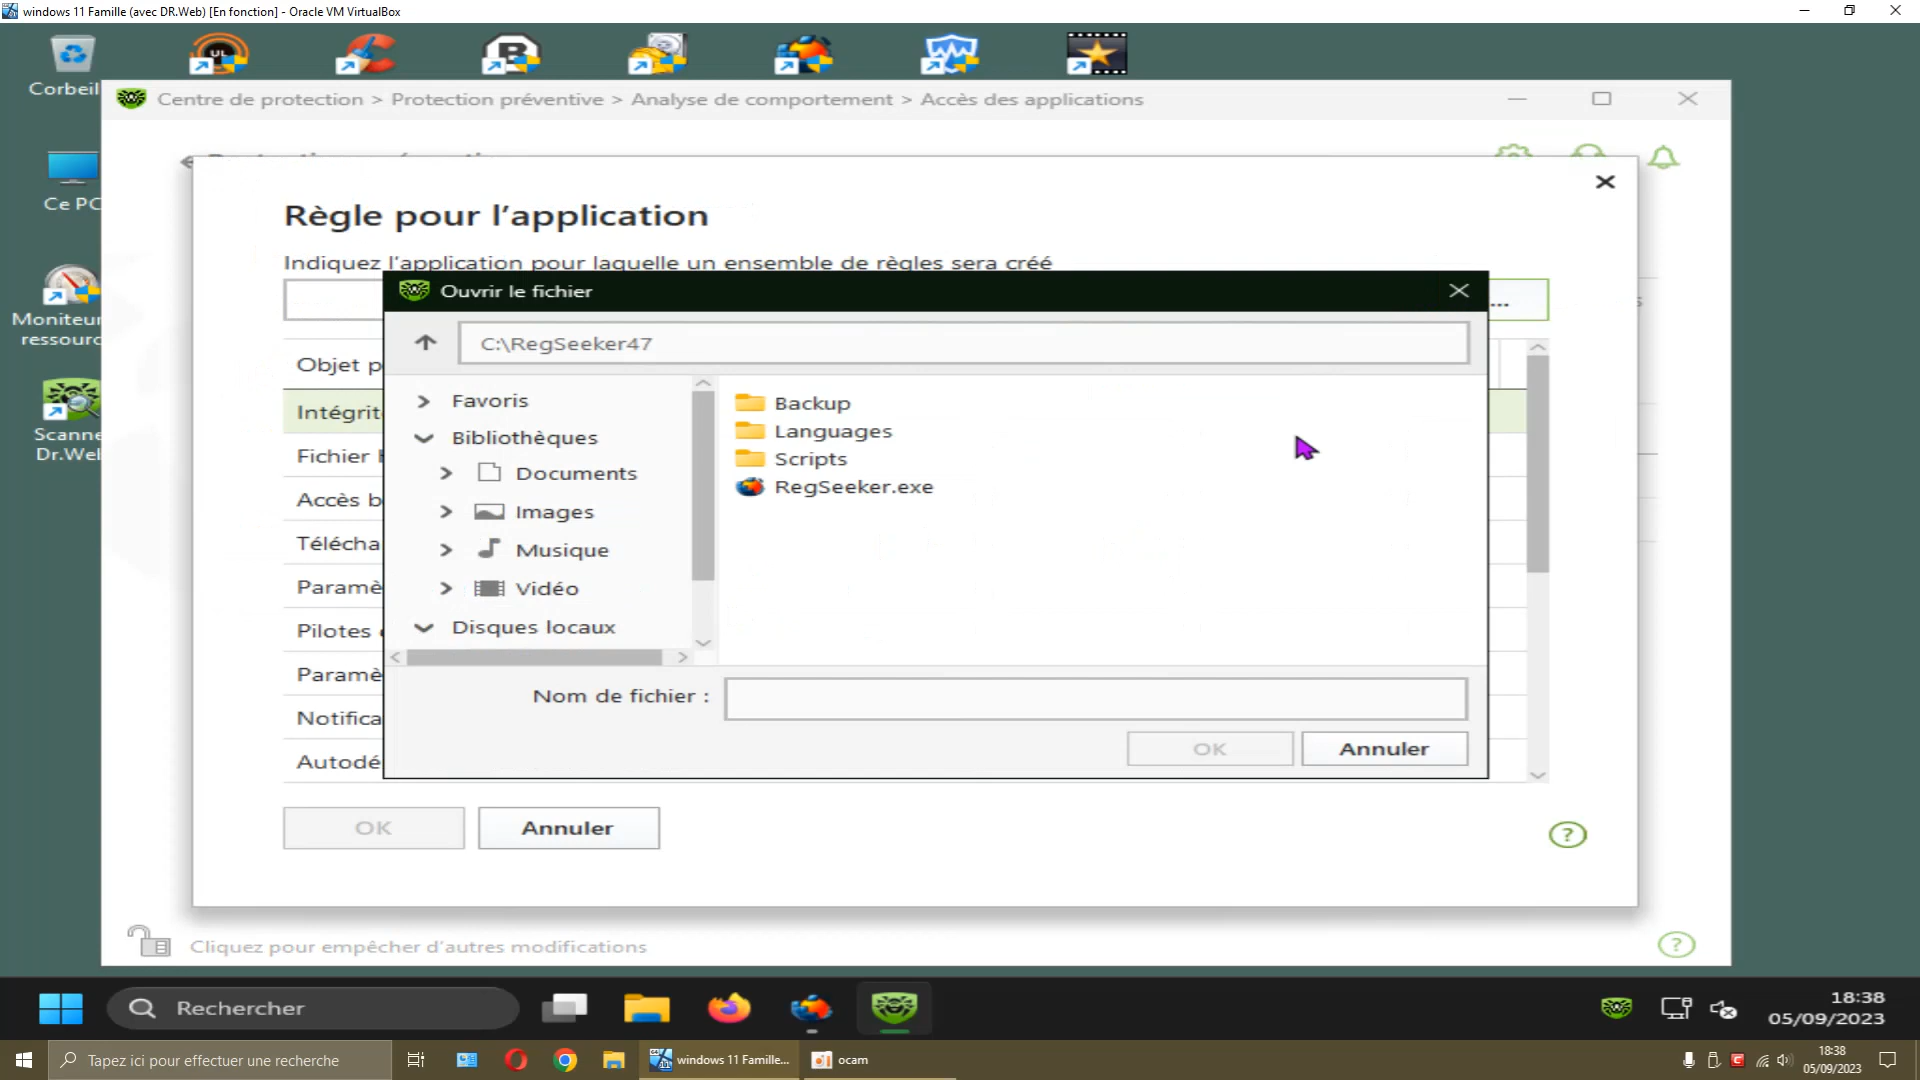 windows 11 Famille (avec DR.Web) [En fonction] - Oracle VM VirtualBox
UL
Corbeil
Centre de protection > Protection préventive > Analyse de comportement > Accès des applications
Ce PC
Règle pour l'application
Indiquez l'application pour laquelle un ensemble de règles sera créé
...
Ouvrir le fichier
C:\RegSeeker47
Moniteur
ressourc
Objet p
Intégrit
Fichier
Accès b
Télécha
Paramè
Pilotes
Paramè
Notifica
Autodé
Favoris
Bibliothèques
Documents
Images
Musique
Vidéo
Disques locaux
Backup
Languages
Scripts
RegSeeker.exe
Scanne
Dr.Wel
Nom de fichier :
OK
Annuler
OK
Annuler
?
Cliquez pour empêcher d'autres modifications
?
Rechercher
18:38
05/09/2023
Tapez ici pour effectuer une recherche
windows 11 Famille...
ocam
18:38
05/09/2023